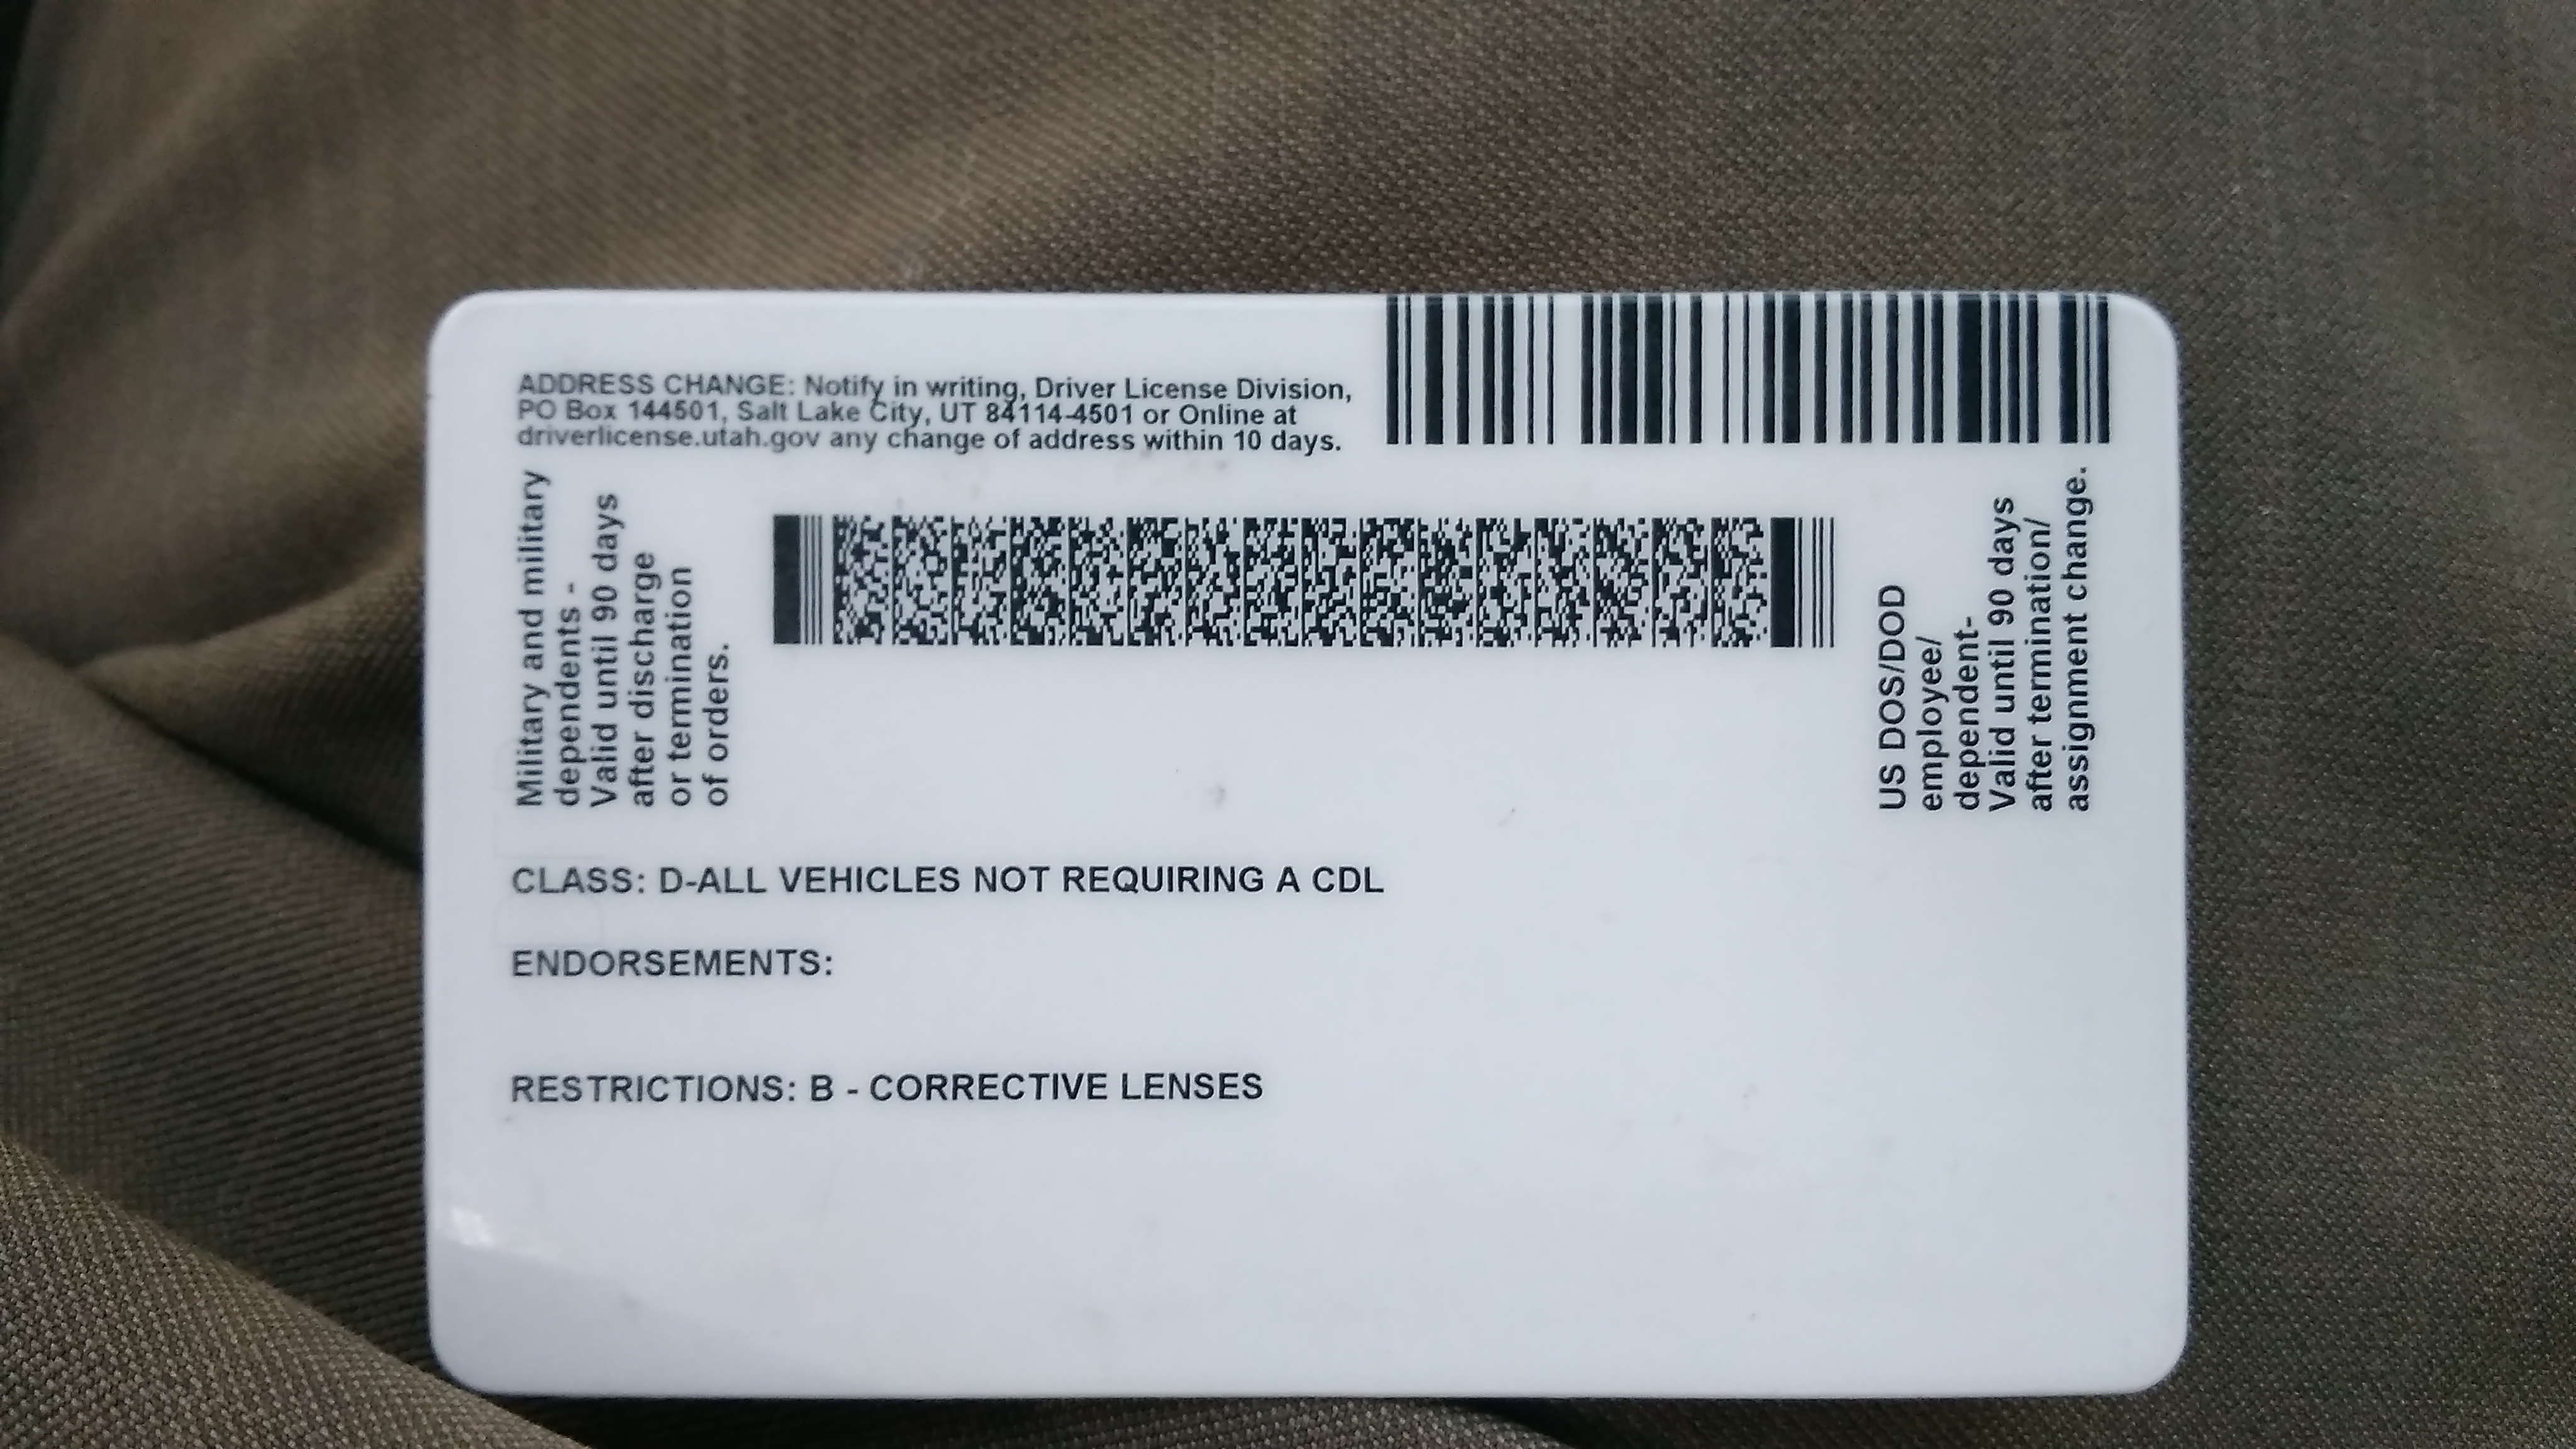 ADDRESS CHANGE: Notify in writing, Driver License Division,
PO Box 144501, Salt Lake City, UT 84114-4501 or Online at
driverlicense.utah.gov any change of address within 10 days.
Military and military
dependents -
Valid until 90 days
after discharge
or termination
of orders.
US DOS/DOD
employee/
dependent-
Valid until 90 days
after termination/
assignment change.
CLASS: D-ALL VEHICLES NOT REQUIRING A CDL
ENDORSEMENTS:
RESTRICTIONS: B - CORRECTIVE LENSES